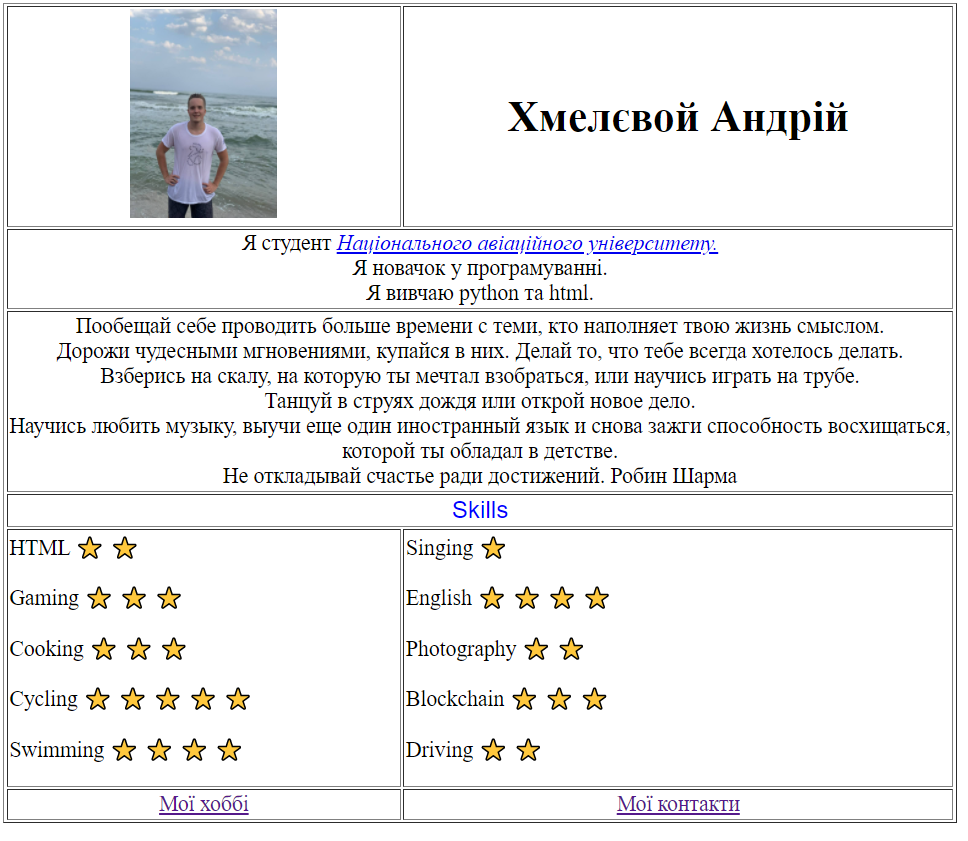 Хмелєвой Андрій
Я студент Національного авіаційного університету.
Я новачок у програмуванні.
Я вивчаю python та html.
Пообещай себе проводить больше времени с теми, кто наполняет твою жизнь смыслом.
Дорожи чудесными мгновениями, купайся в них. Делай то, что тебе всегда хотелось делать.
Взберись на скалу, на которую ты мечтал взобраться, или научись играть на трубе.
Танцуй в струях дождя или открой новое дело.
Научись любить музыку, выучи еще один иностранный язык и снова зажги способность восхищаться,
которой ты обладал в детстве.
Не откладывай счастье ради достижений. Робин Шарма
Skills
HTML
Gaming
Cooking
Cycling
Swimming
Singing
English
Photography
Blockchain
Driving
Мої хоббі
Мої контакти